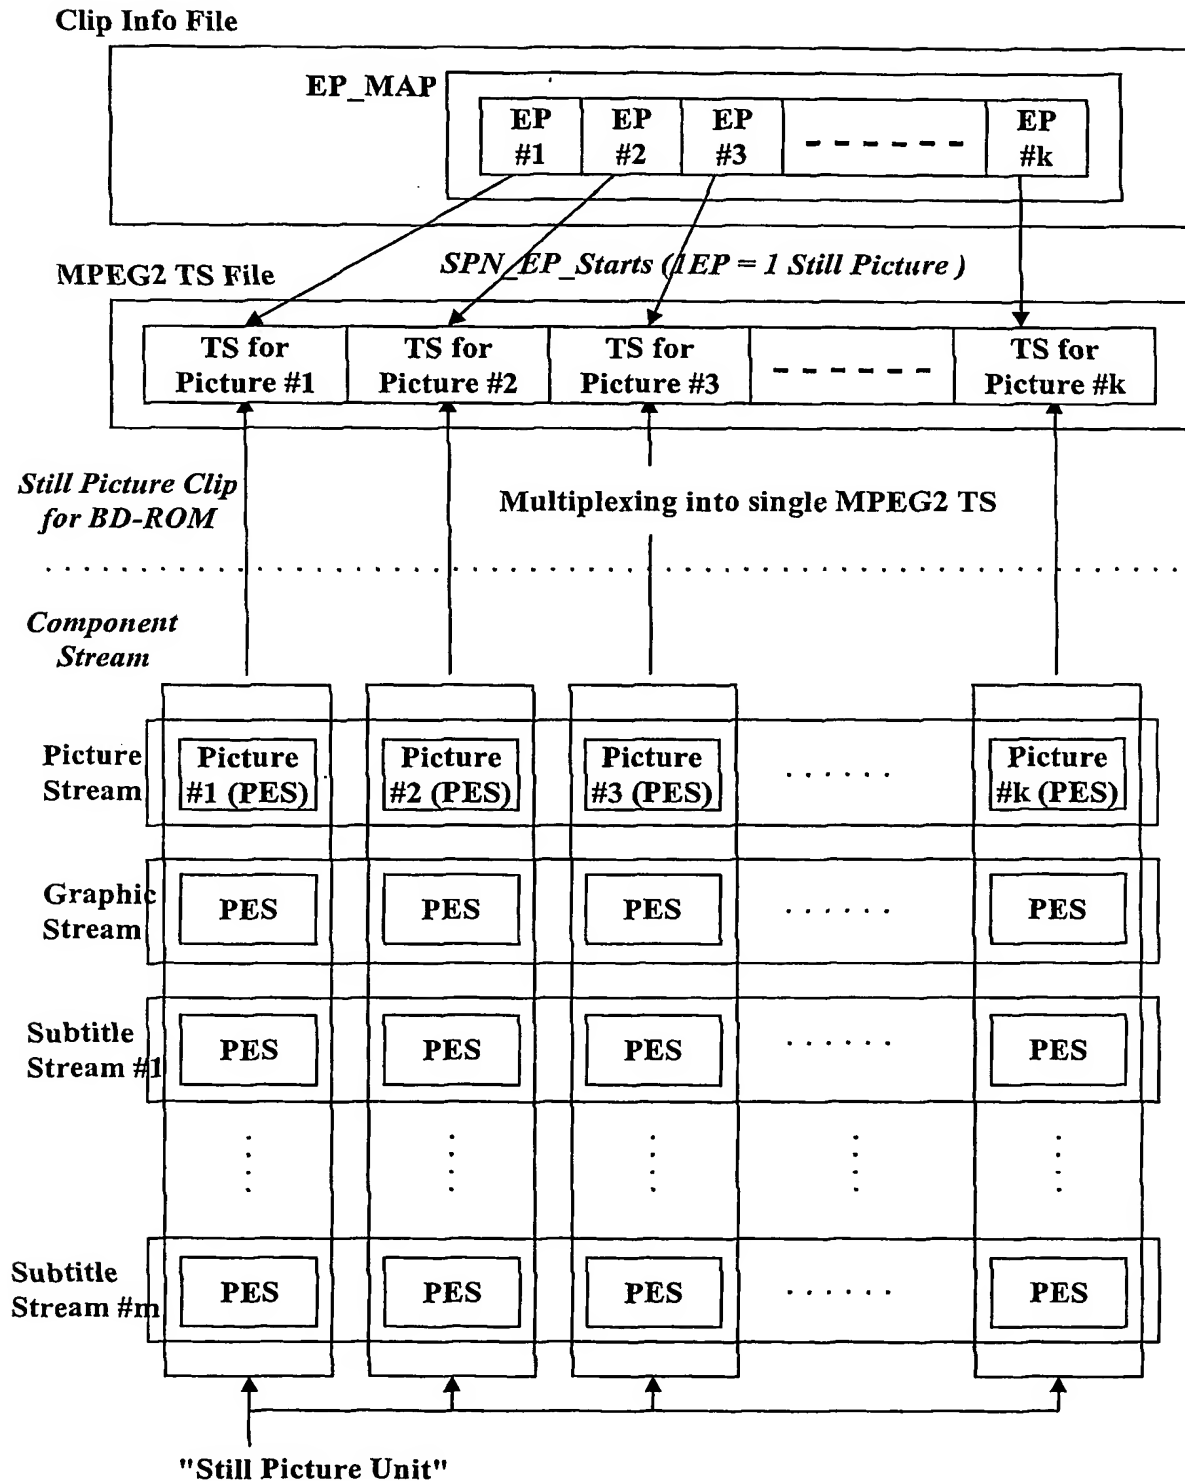 Clip Info File
EP_MAP
EP
#1
EP
#2
EP
#3
EP
#k
SPN_EP_Starts (1EP = 1 Still Picture )
MPEG2 TS File
TS for
Picture #1
TS for
Picture #2
TS for
Picture #3
TS for
Picture #k
Still Picture Clip
for BD-ROM
Multiplexing into single MPEG2 TS
Component
Stream
Picture
Stream
Picture
#1 (PES)
Picture
#2 (PES)
Picture
#3 (PES)
Picture
#k (PES)
Graphic
Stream
PES
PES
PES
PES
Subtitle
Stream #1
PES
PES
PES
PES
Subtitle
Stream #m
PES
PES
PES
PES
"Still Picture Unit"